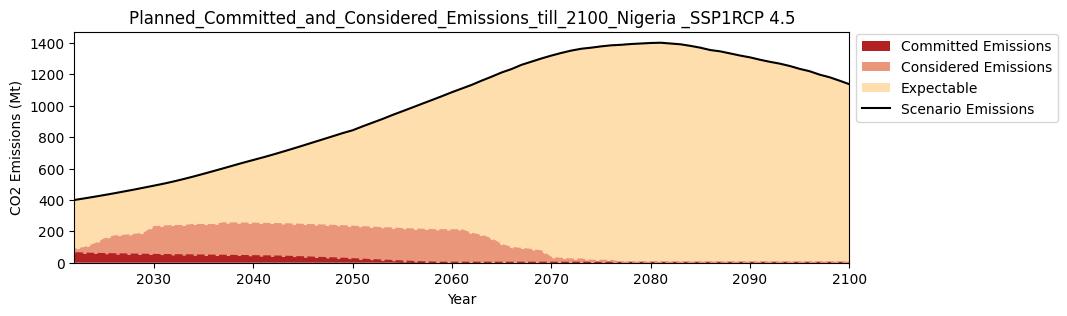 Planned_Committed_and_Considered_Emissions_till_2100_Nigeria _SSP1RCP 4.5
1400
1200
1000
800
600
400
200
0
CO2 Emissions (Mt)
2030
2040
2050
2060
2070
2080
2090
2100
Year
Committed Emissions
Considered Emissions
Expectable
Scenario Emissions